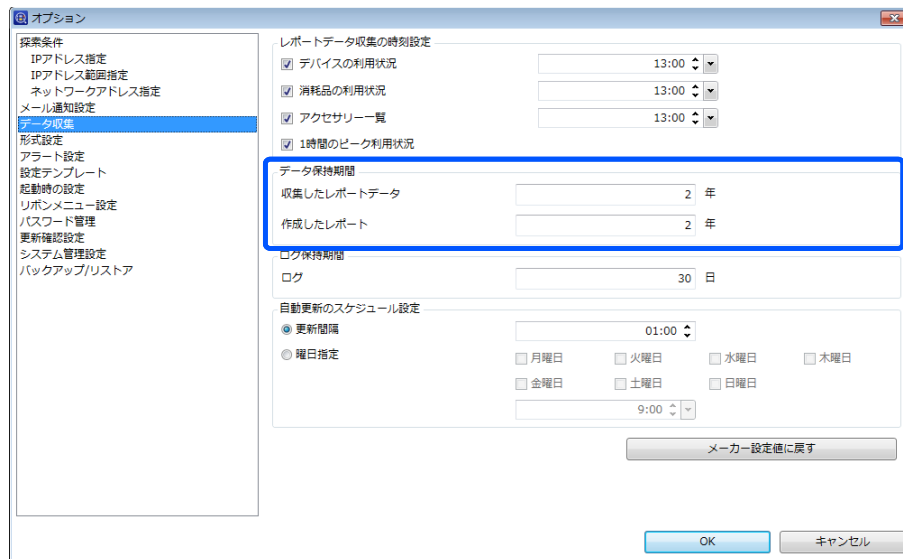 オプション
探索条件
IPアドレス指定
IPアドレス範囲指定
ネットワークアドレス指定
メール通知設定
データ収集
形式設定
アラート設定
設定テンプレート
起動時の設定
リボンメニュー設定
パスワード管理
更新確認設定
システム管理設定
バックアップ/リストア
レポートデータ収集の時刻設定
デバイスの利用状況 13:00
消耗品の利用状況 13:00
アクセサリー一覧 13:00
1時間のピーク利用状況
データ保持期間
収集したレポートデータ 2 年
作成したレポート 2 年
ログ保持期間
ログ 30 日
自動更新のスケジュール設定
更新間隔 01:00
曜日指定 月曜日 火曜日 水曜日 木曜日
金曜日 土曜日 日曜日
9:00
メーカー設定値に戻す
OK キャンセル